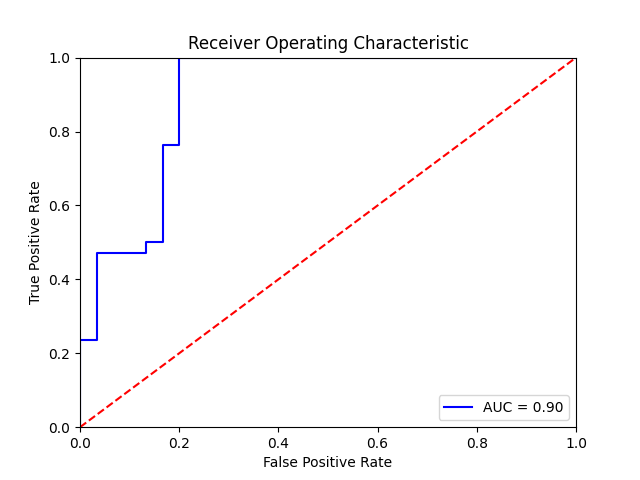 Receiver Operating Characteristic
1.0
0.8
0.6
0.4
0.2
0.0
True Positive Rate
AUC = 0.90
0.0 0.2 0.4 0.6 0.8 1.0
False Positive Rate